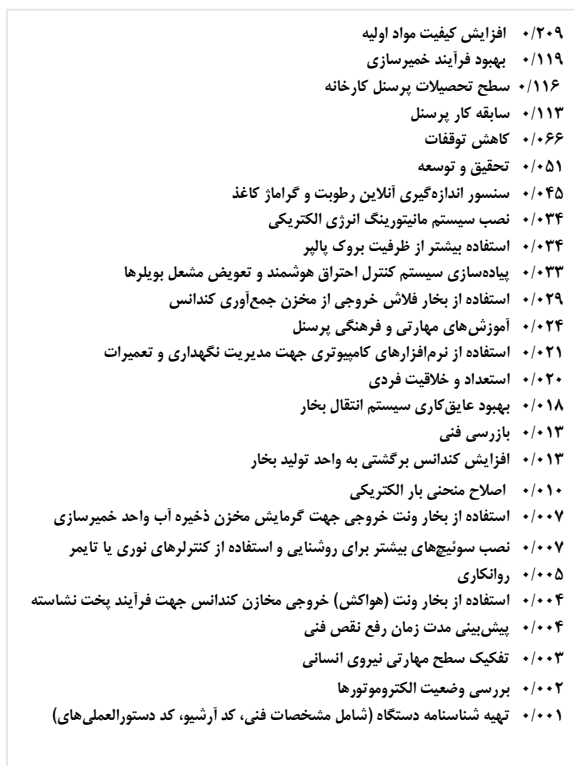 ۰/۲۰۹ افزایش کیفیت مواد اولیه
۰/۱۱۹ بهبود فرآیند خمیرسازی
۰/۱۱۶ سطح تحصیلات پرسنل کارخانه
۰/۱۱۳ سابقه کار پرسنل
۰/۰۶۶ کاهش توقفات
۰/۰۵۱ تحقیق و توسعه
۰/۰۴۵ سنسور اندازه‌گیری آنلاین رطوبت و گراماژ کاغذ
۰/۰۳۴ نصب سیستم مانیتورینگ انرژی الکتریکی
۰/۰۳۴ استفاده بیشتر از ظرفیت بروک پالپر
۰/۰۳۳ پیاده‌سازی سیستم کنترل احتراق هوشمند و تعویض مشعل بویلرها
۰/۰۲۹ استفاده از بخار فلاش خروجی از مخزن جمع‌آوری کندانس
۰/۰۲۴ آموزش‌های مهارتی و فرهنگی پرسنل
۰/۰۲۱ استفاده از نرم‌افزارهای کامپیوتری جهت مدیریت نگهداری و تعمیرات
۰/۰۲۰ استعداد و خلاقیت فردی
۰/۰۱۸ بهبود عایق‌کاری سیستم انتقال بخار
۰/۰۱۳ بازرسی فنی
۰/۰۱۳ افزایش کندانس برگشتی به واحد تولید بخار
۰/۰۱۰ اصلاح منحنی بار الکتریکی
۰/۰۰۷ استفاده از بخار ونت خروجی جهت گرمایش مخزن ذخیره آب واحد خمیرسازی
۰/۰۰۷ نصب سوئیچ‌های بیشتر برای روشنایی و استفاده از کنترلرهای نوری یا تایمر
۰/۰۰۵ روانکاری
۰/۰۰۴ استفاده از بخار ونت (هواکش) خروجی مخازن کندانس جهت فرآیند پخت نشاسته
۰/۰۰۴ پیش‌بینی مدت زمان رفع نقص فنی
۰/۰۰۳ تفکیک سطح مهارتی نیروی انسانی
۰/۰۰۲ بررسی وضعیت الکتروموتورها
۰/۰۰۱ تهیه شناسنامه دستگاه (شامل مشخصات فنی، کد آرشیو، کد دستورالعملی‌های)